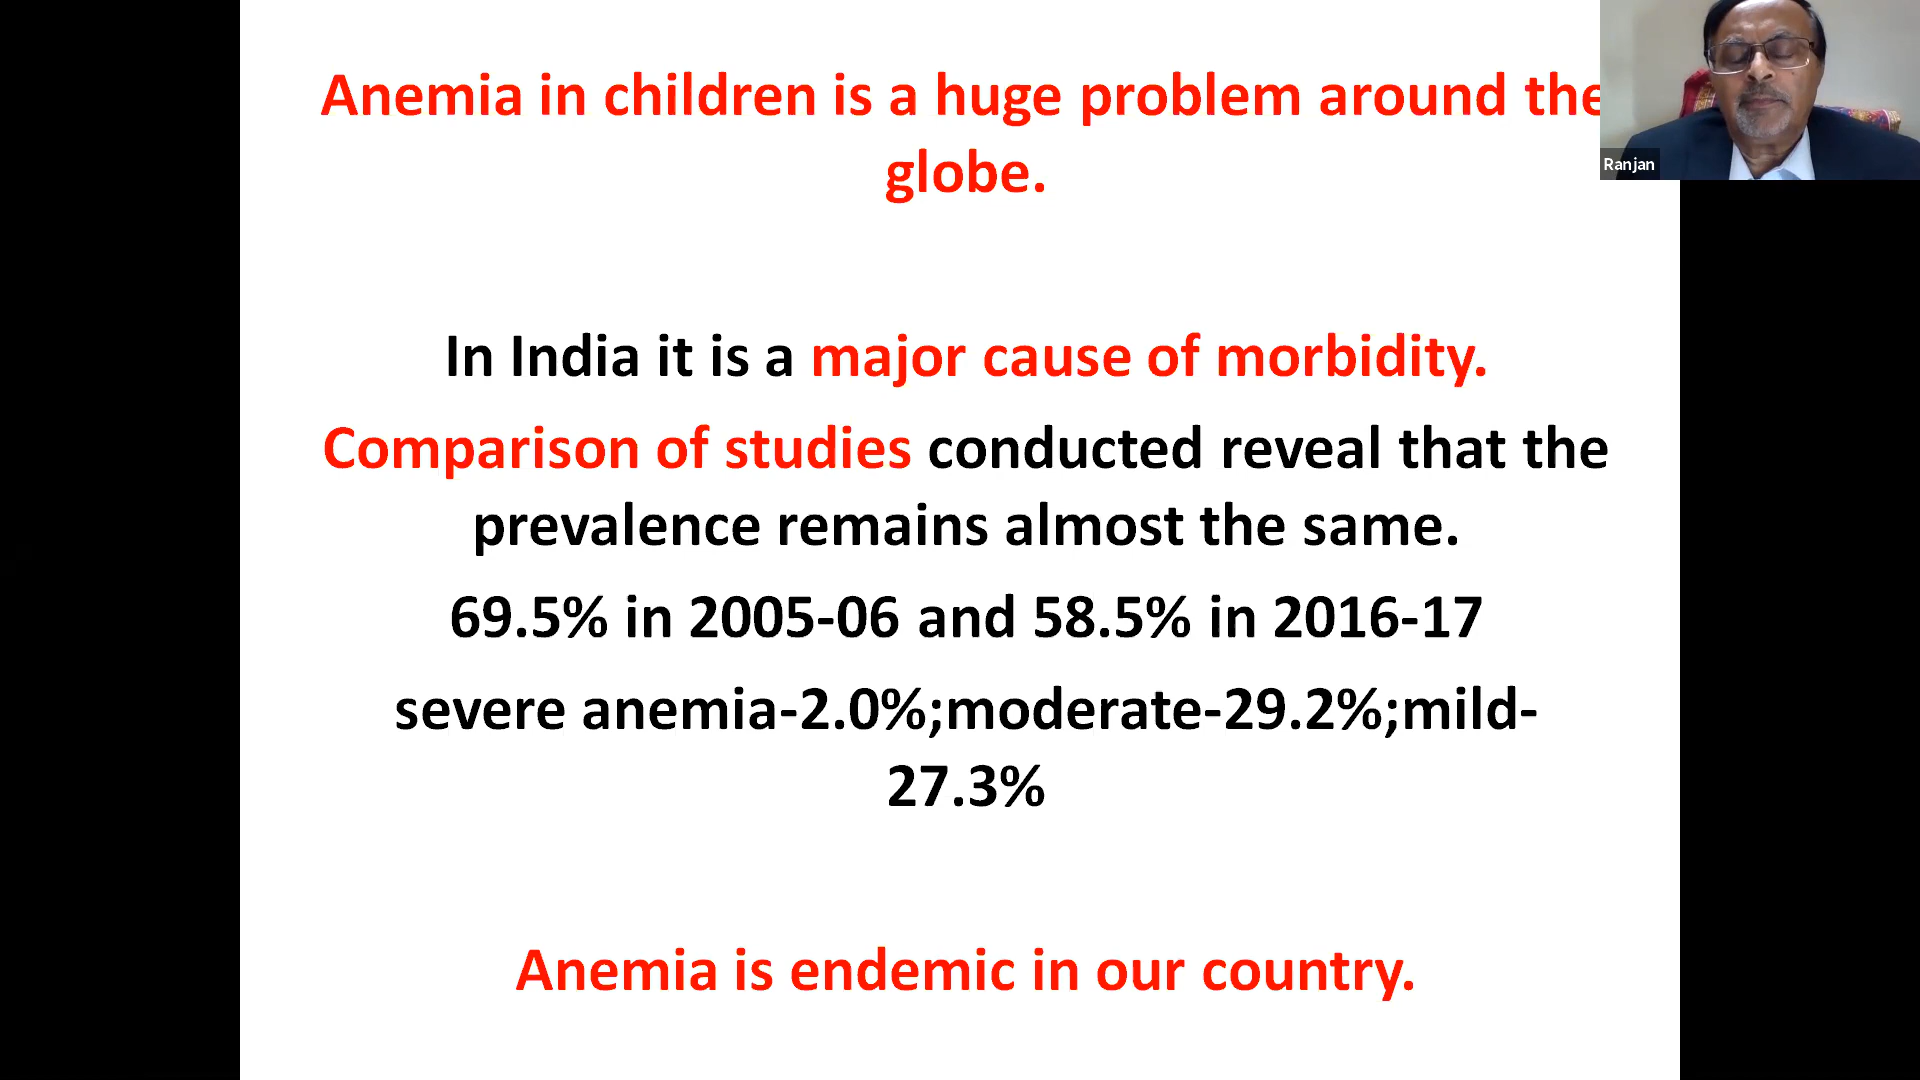 Anemia in children is a huge problem around the
globe.
Ranjan
In India it is a major cause of morbidity.
Comparison of studies conducted reveal that the
prevalence remains almost the same.
69.5% in 2005-06 and 58.5% in 2016-17
severe anemia-2.0%;moderate-29.2%;mild-
27.3%
Anemia is endemic in our country.